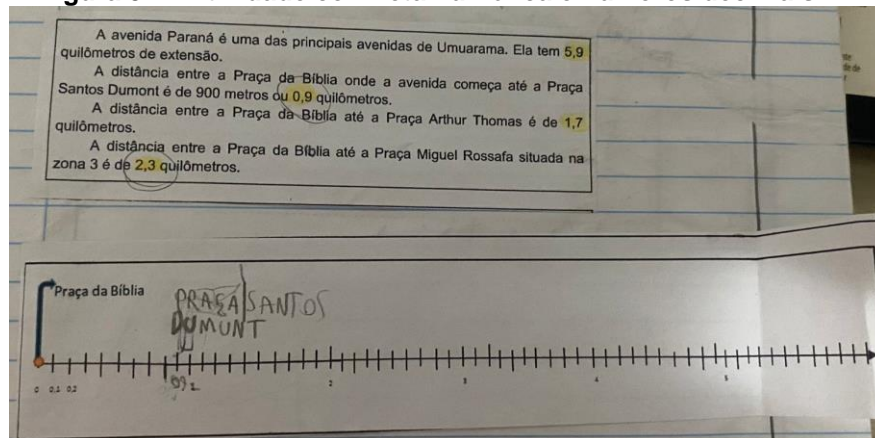 A avenida Paraná é uma das principais avenidas de Umuarama. Ela tem 5,9
quilômetros de extensão.
A distância entre a Praça da Bíblia onde a avenida começa até a Praça
Santos Dumont é de 900 metros ou 0,9 quilômetros.
A distância entre a Praça da Bíblia até a Praça Arthur Thomas é de 1,7
quilômetros.
A distância entre a Praça da Bíblia até a Praça Miguel Rossafa situada na
zona 3 é de 2,3 quilômetros.
Praça da Bíblia
PRAÇA SANTOS
DUMUNT
0 0,1 0,2 2 3 4 5